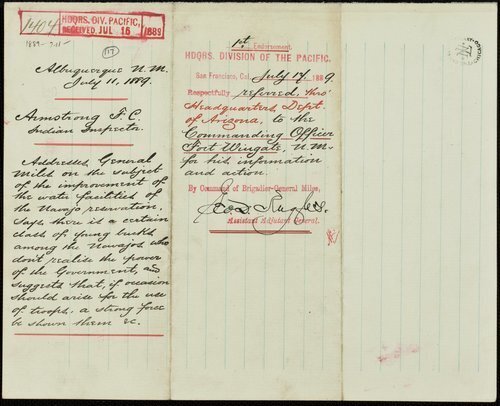 1404
HDQRS. DIV. PACIFIC,
RECEIVED JUL 16 1889
1889
117
Albuquerque N. M.
July 11, 1889.
Armstrong F. C.
Indian Inspector.
Addresses General
Miles on the subject
of the improvement of
the water facilities of
the Navajo reservation.
Says there is a certain
class of young bucks
among the Navajos who
don't realize the power
of the Government, and
suggests that, if occasion
should arise for the use
of troops, a strong force
be shown them &c.
1st Endorsement.
HDQRS. DIVISION OF THE PACIFIC.
San Francisco, Cal., July 17, 1889.
Respectfully referred, thro'
Headquarters, Dept.
of Arizona, to the
Commanding Officer
Fort Wingate, N.M.
for his information
and action.
By Command of Brigadier-General Miles,
Assistant Adjutant General.